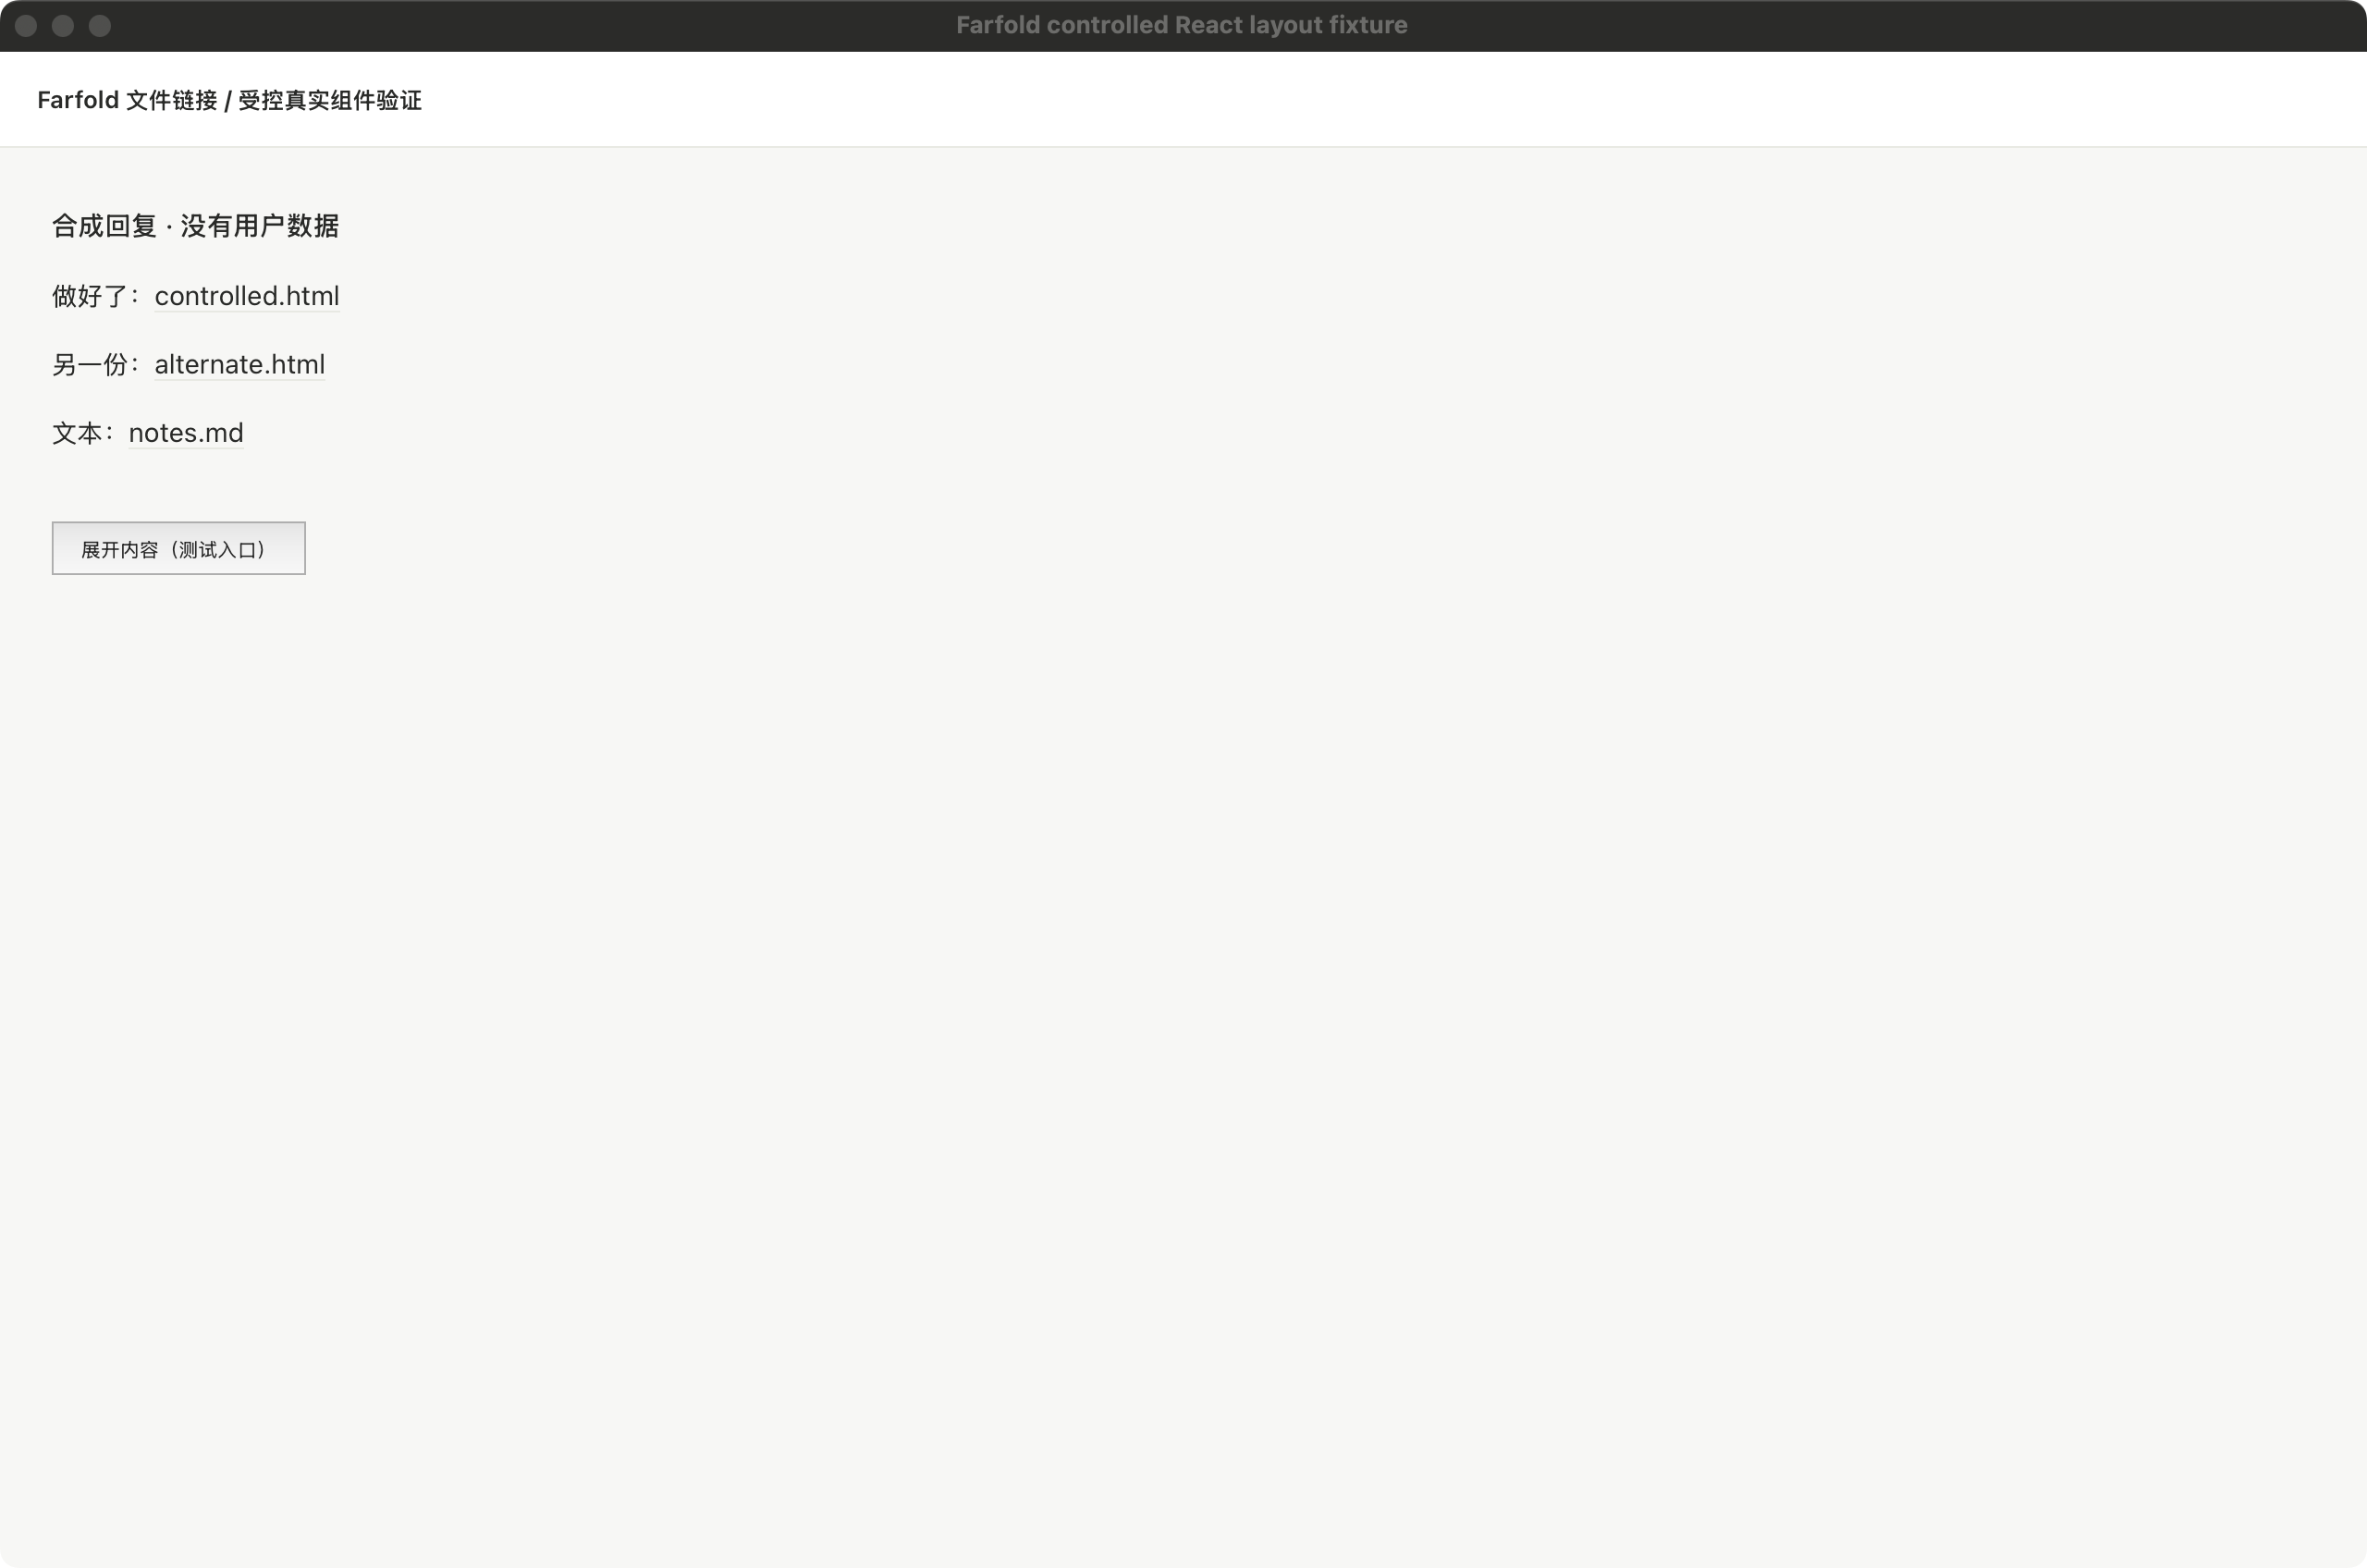 Farfold controlled React layout fixture
Farfold 文件链接 / 受控真实组件验证
合成回复 · 没有用户数据
做好了：controlled.html
另一份：alternate.html
文本：notes.md
展开内容（测试入口）